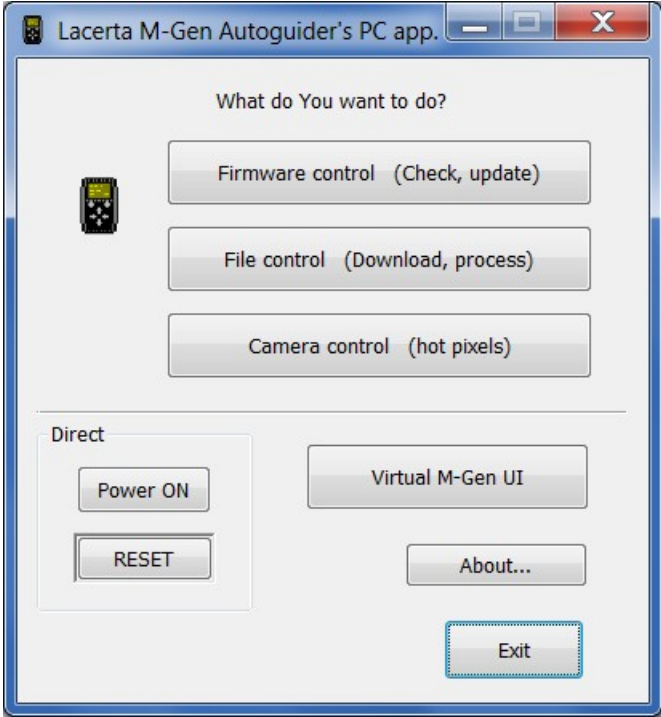 Lacerta M-Gen Autoguider's PC app.
What do You want to do?
Firmware control (Check, update)
File control (Download, process)
Camera control (hot pixels)
Direct
Power ON
RESET
Virtual M-Gen UI
About...
Exit